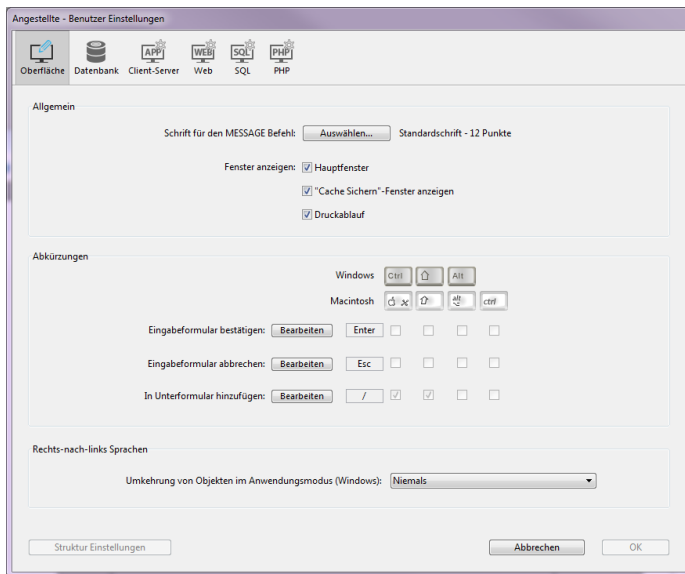 Angestellte - Benutzer Einstellungen
APP WEB SQL PHP
Oberfläche Datenbank Client-Server Web SQL PHP
Allgemein
Schrift für den MESSAGE Befehl: Auswählen... Standardschrift - 12 Punkte
Fenster anzeigen: Hauptfenster
"Cache Sichern"-Fenster anzeigen
Druckablauf
Abkürzungen
Windows Ctrl Alt
Macintosh alt ctrl
Eingabeformular bestätigen: Bearbeiten Enter
Eingabeformular abbrechen: Bearbeiten Esc
In Unterformular hinzufügen: Bearbeiten /
Rechts-nach-links Sprachen
Umkehrung von Objekten im Anwendungsmodus (Windows): Niemals
Struktur Einstellungen Abbrechen OK